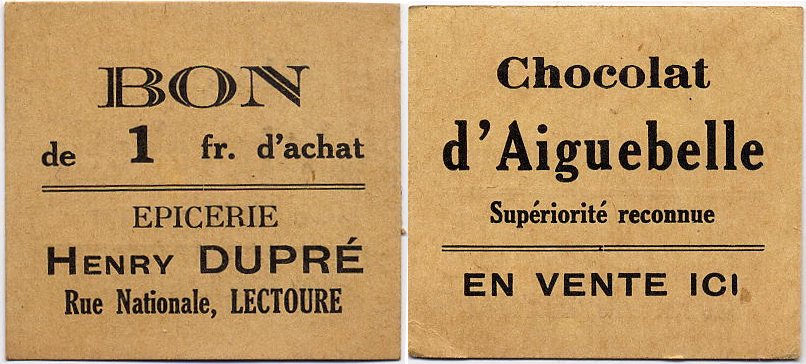 BON
de 1 fr. d'achat
EPICERIE
HENRY DUPRÉ
Rue Nationale, LECTOURE
Chocolat
d'Aiguebelle
Supériorité reconnue
EN VENTE ICI